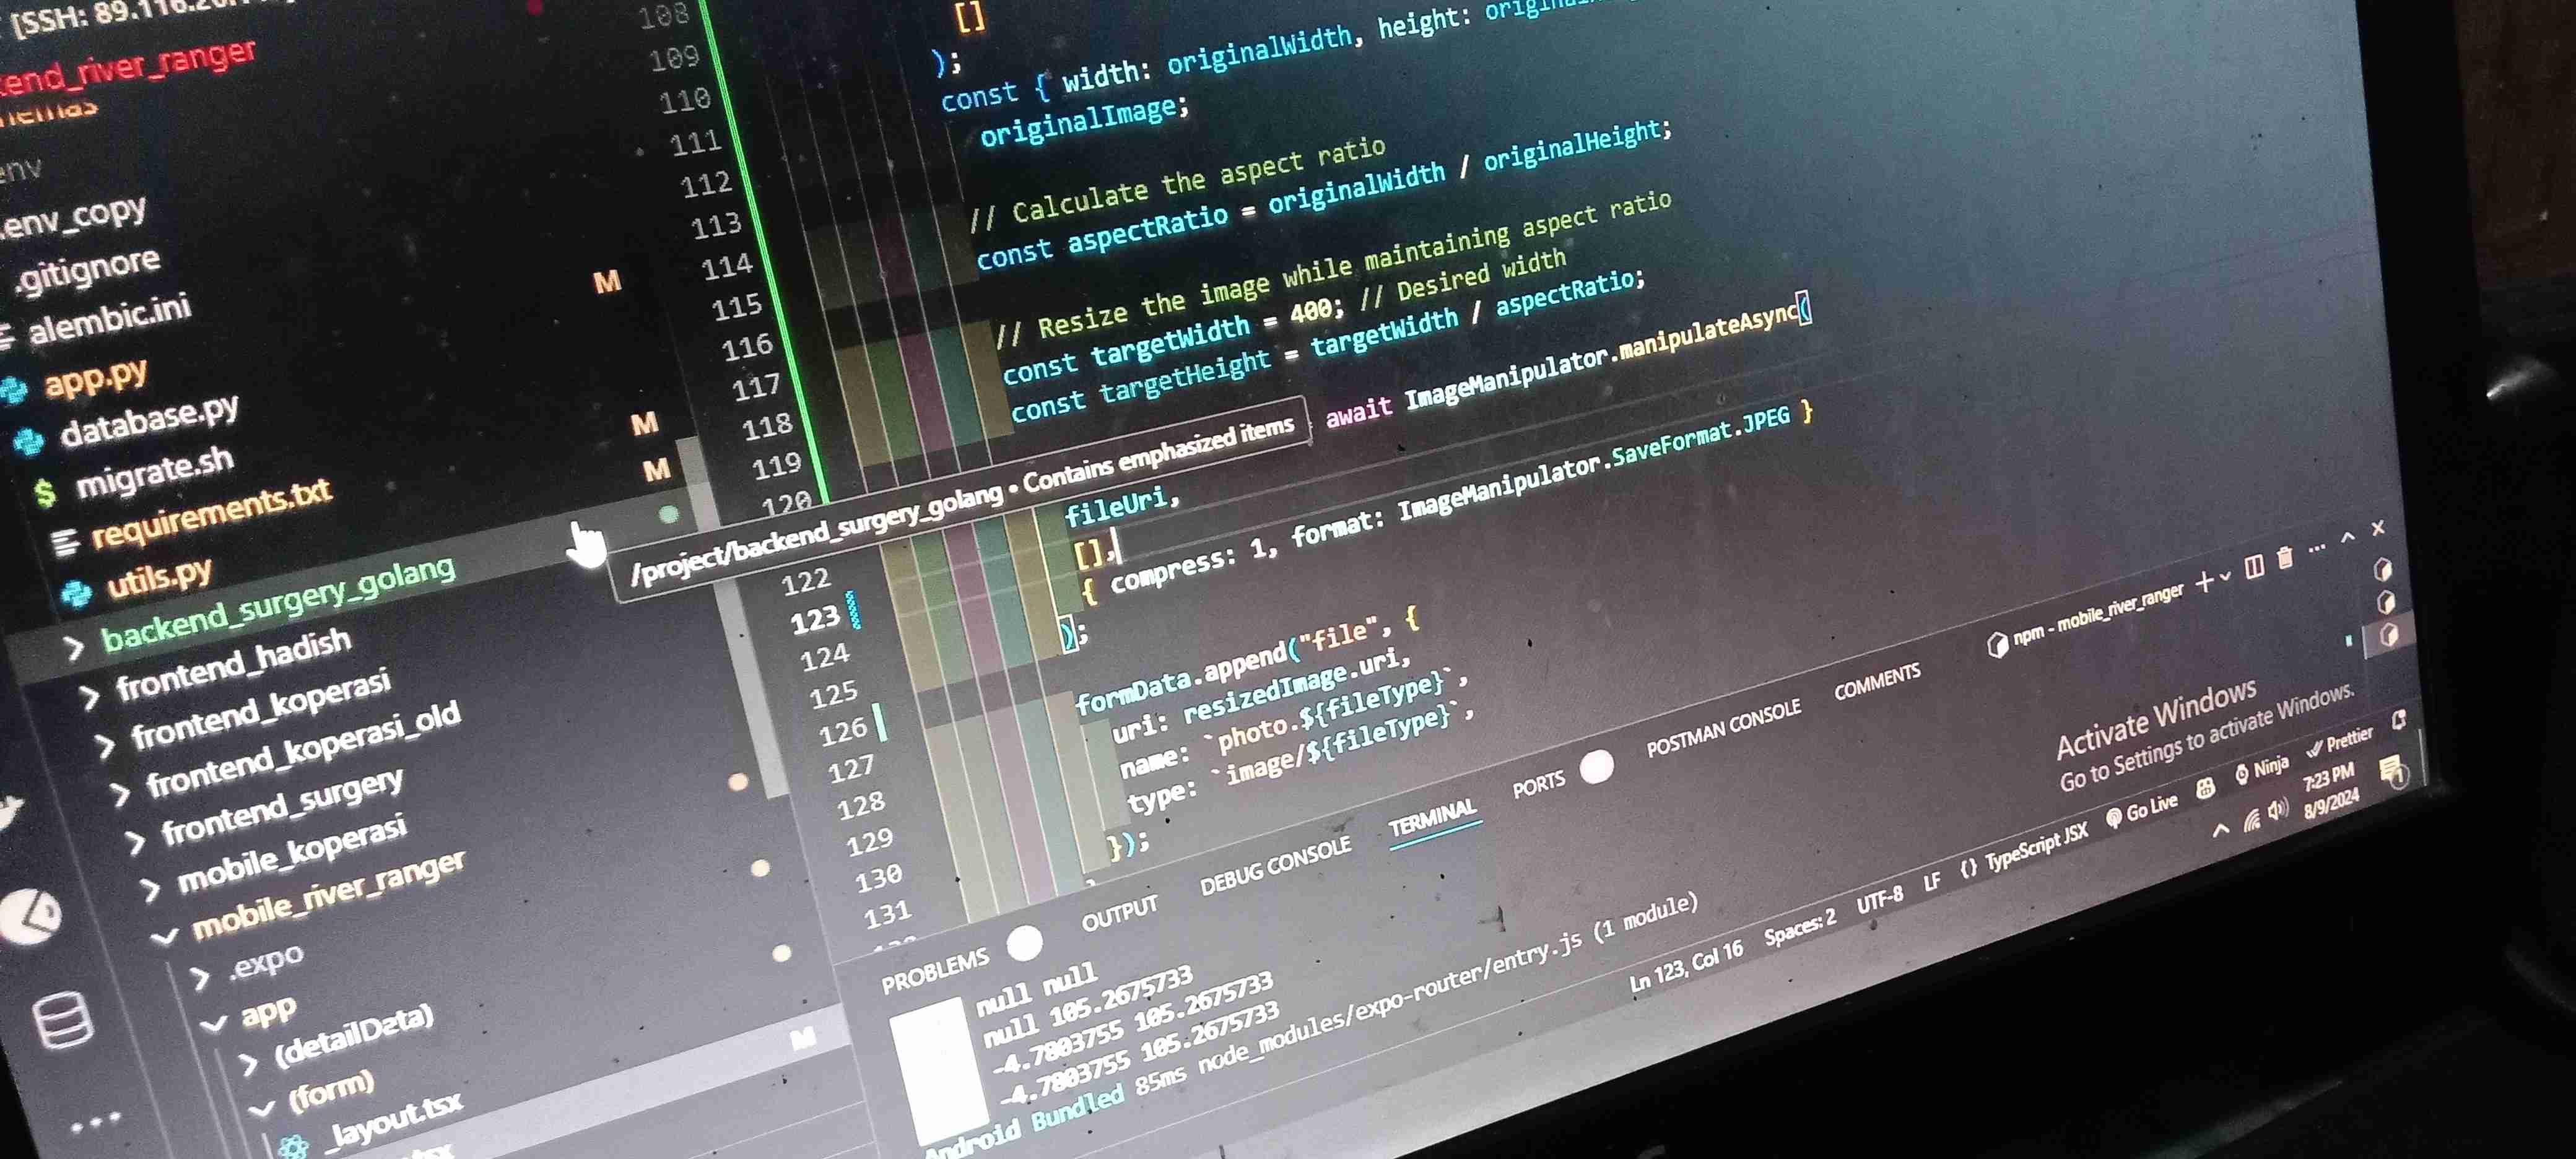 [SSH: 89.116.20
end_river_ranger
env
.env_copy
.gitignore
alembic.ini
M
app.py
database.py
M
migrate.sh
M
requirements.txt
utils.py
backend_surgery_golang
frontend_hadish
frontend_koperasi
frontend_koperasi_old
frontend_surgery
mobile_koperasi
mobile_river_ranger
.expo
app
(detailData)
(form)
_layout.tsx
M
.tsx
108
109
110
111
112
113
114
115
116
117
118
119
120
122
123
124
125
126
127
128
129
130
131
[]
);
const { width: originalWidth, height:
originalImage;
// Calculate the aspect ratio
const aspectRatio = originalWidth / originalHeight;
// Resize the image while maintaining aspect ratio
const targetWidth = 400; // Desired width
const targetHeight = targetWidth / aspectRatio;
await ImageManipulator.manipulateAsync(
/project/backend_surgery_golang • Contains emphasized items
fileUri,
[],
{ compress: 1, format: ImageManipulator.SaveFormat.JPEG }
);
formData.append("file", {
uri: resizedImage.uri,
name: `photo.${fileType}`,
type: `image/${fileType}`,
});
PROBLEMS OUTPUT DEBUG CONSOLE TERMINAL PORTS POSTMAN CONSOLE COMMENTS
npm - mobile_river_ranger
null null
null 105.2675733
-4.7803755 105.2675733
-4.7803755 105.2675733
Android Bundled 85ms node_modules/expo-router/entry.js (1 module)
Activate Windows
Go to Settings to activate Windows.
Ln 123, Col 16 Spaces: 2 UTF-8 LF {} TypeScript JSX Go Live Ninja Prettier
7:23 PM
8/9/2024
1